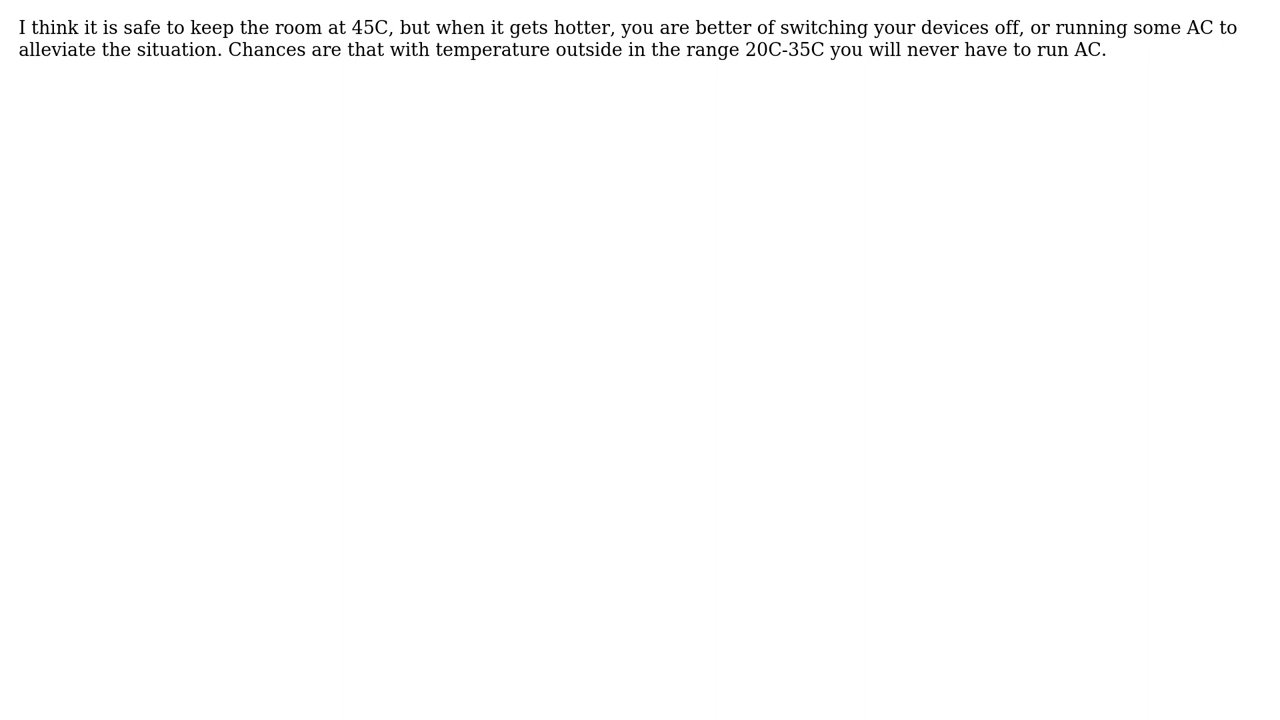 I think it is safe to keep the room at 45C, but when it gets hotter, you are better of switching your devices off, or running some AC to
alleviate the situation. Chances are that with temperature outside in the range 20C-35C you will never have to run AC.